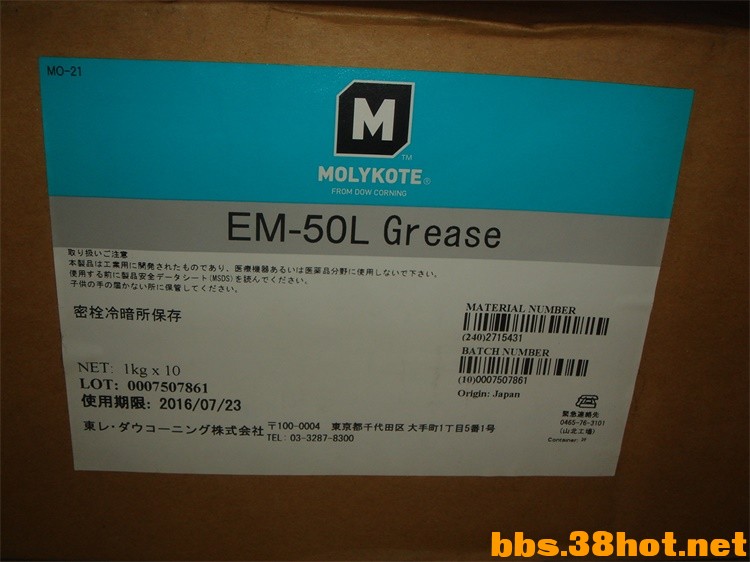 MO-21
M
TM
MOLYKOTE®
FROM DOW CORNING
EM-50L Grease
取り扱いご注意
本製品は工業用に開発されたものであり、医療機器あるいは医薬品分野に使用しないで下さい。
使用する前に製品安全データシート(MSDS)を読んでください。
子供の手の届かない所に保管してください。
密栓冷暗所保存
MATERIAL NUMBER
(240)2715431
BATCH NUMBER
(10)0007507861
Origin: Japan
NET: 1kg x 10
LOT: 0007507861
使用期限: 2016/07/23
緊急連絡先
0465-76-3101
(山北工場)
Container:
東レ・ダウコーニング株式会社
〒100-0004 東京都千代田区大手町1丁目5番1号
TEL: 03-3287-8300
bbs.38hot.net